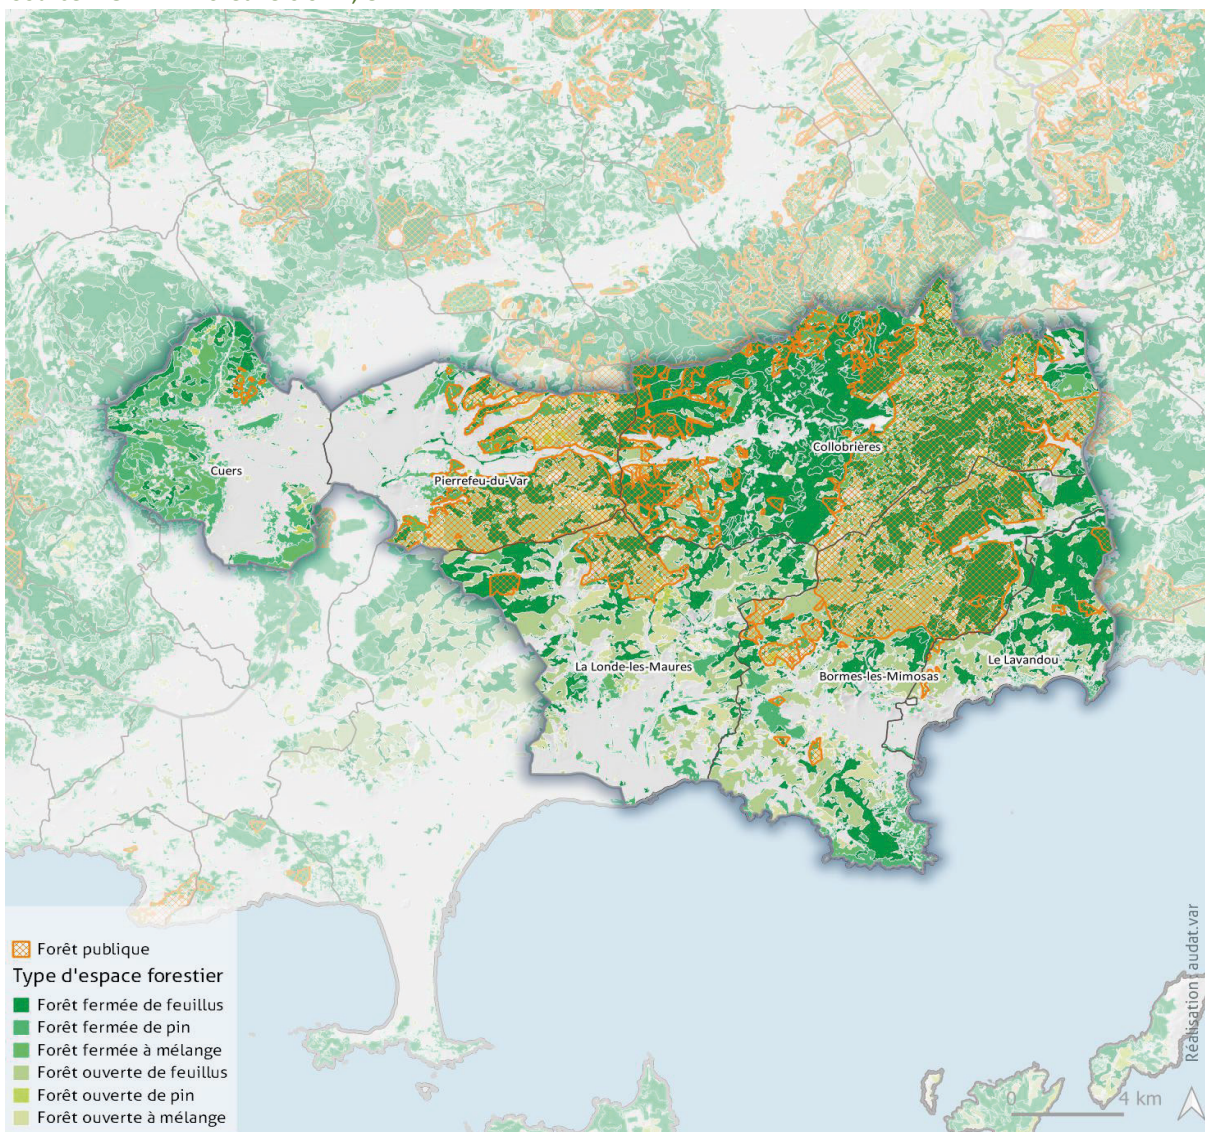 Cuers
Pierrefeu-du-Var
Collobrières
La Londe-les-Maures
Bormes-les-Mimosas
Le Lavandou
Forêt publique
Type d'espace forestier
Forêt fermée de feuillus
Forêt fermée de pin
Forêt fermée à mélange
Forêt ouverte de feuillus
Forêt ouverte de pin
Forêt ouverte à mélange
0 4 km
Réalisation : audat.var